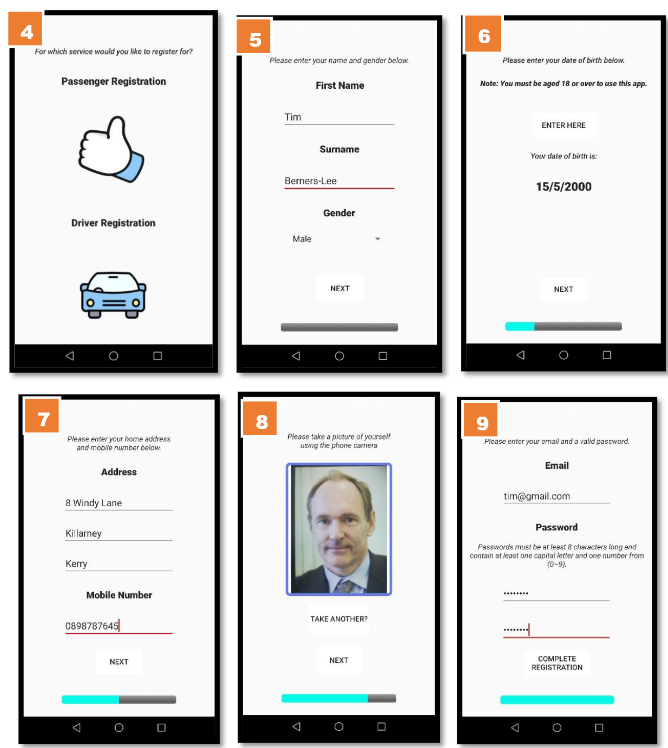 4
For which service would you like to register for?
Passenger Registration
Driver Registration
5
Please enter your name and gender below.
First Name
Tim
Surname
Berners-Lee
Gender
Male
NEXT
6
Please enter your date of birth below.
Note: You must be aged 18 or over to use this app.
ENTER HERE
Your date of birth is:
15/5/2000
NEXT
7
Please enter your home address
and mobile number below.
Address
8 Windy Lane
Killarney
Kerry
Mobile Number
0898787645
NEXT
8
Please take a picture of yourself
using the phone camera
TAKE ANOTHER?
NEXT
9
Please enter your email and a valid password.
Email
tim@gmail.com
Password
Passwords must be at least 8 characters long and
contain at least one capital letter and one number from
(0–9).
••••••••
••••••••
COMPLETE
REGISTRATION